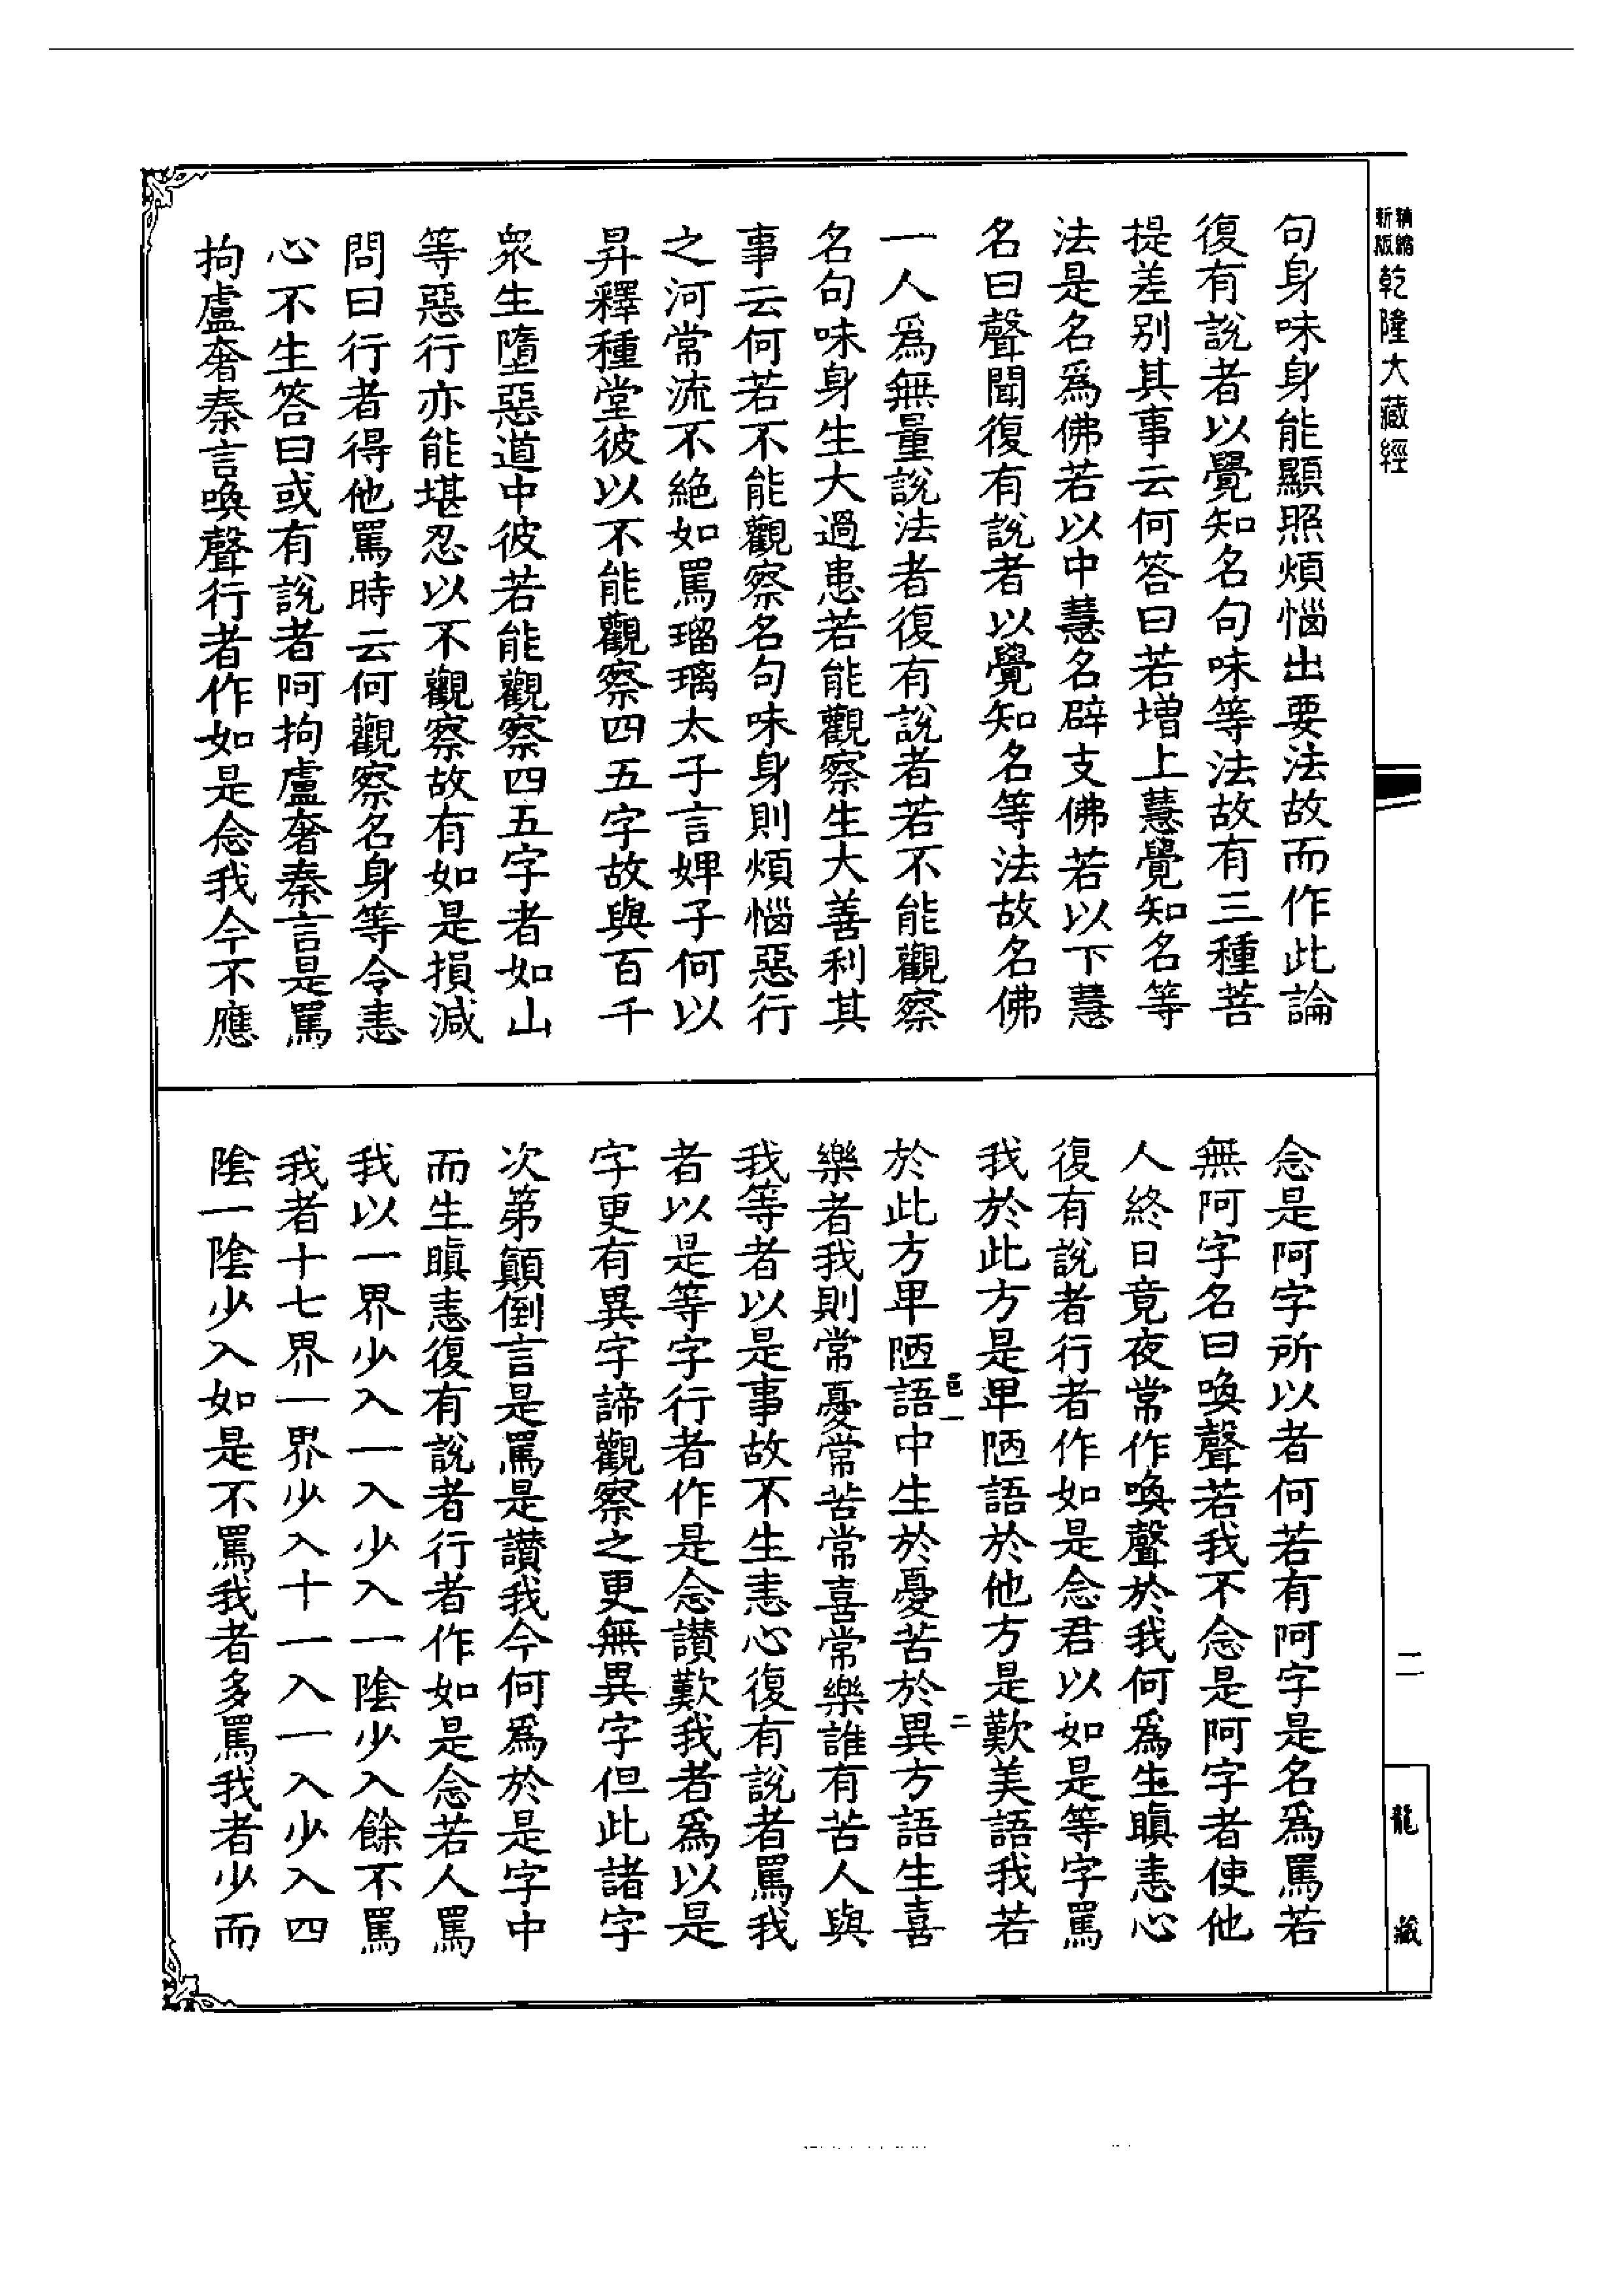 精縮新版乾隆大藏經
句身味身能顯照煩惱出要法故而作此論
復有說者以覺知名句味等法故有三種菩
提差別其事云何答曰若增上慧覺知名等
法是名爲佛若以中慧名辟支佛若以下慧
名曰聲聞復有說者以覺知名等法故名佛
一人爲無量說法者復有說者若不能觀察
名句味身生大過患若能觀察生大善利其
事云何若不能觀察名句味身則煩惱惡行
之河常流不絕如罵瑠璃太子言婢子何以
昇釋種堂彼以不能觀察四五字故與百千
衆生墮惡道中彼若能觀察四五字者如山
等惡行亦能堪忍以不觀察故有如是損減
問曰行者得他罵時云何觀察名身等令恚
心不生答曰或有說者阿拘盧奢秦言是罵
拘盧奢秦言喚聲行者作如是念我今不應
念是阿字所以者何若有阿字是名爲罵若
無阿字名曰喚聲若我不念是阿字者使他
人終日竟夜常作喚聲於我何爲生瞋恚心
復有說者行者作如是念君以如是等字罵
我於此方是卑陋語於他方是歎美語我若
於此方卑陋語中生於憂苦於異方語生喜
樂者我則常憂常苦常喜常樂誰有苦人與
我等者以是事故不生恚心復有說者罵我
者以是等字行者作是念讃歎我者爲以是
字更有異字諦觀察之更無異字但此諸字
次第顛倒言是罵是讃我今何爲於是字中
而生瞋恚復有說者行者作如是念若人罵
我以一界少入一入少入一陰少入餘不罵
我者十七界一界少入十一入一入少入四
陰一陰少入如是不罵我者多罵我者少而
邑一
二
二
龍藏